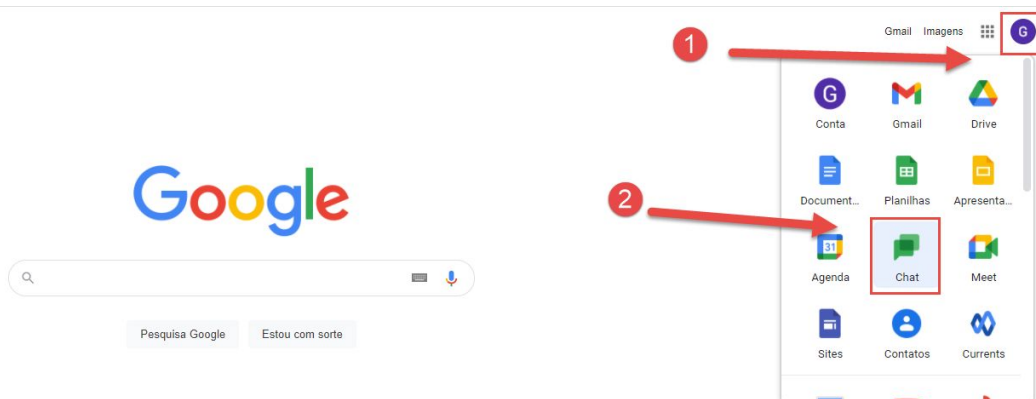 Gmail Imagens
G
1
G
Conta Gmail Drive
Document... Planilhas Apresenta...
Google
2
31
Agenda Chat Meet
Pesquisa Google Estou com sorte
Sites Contatos Currents